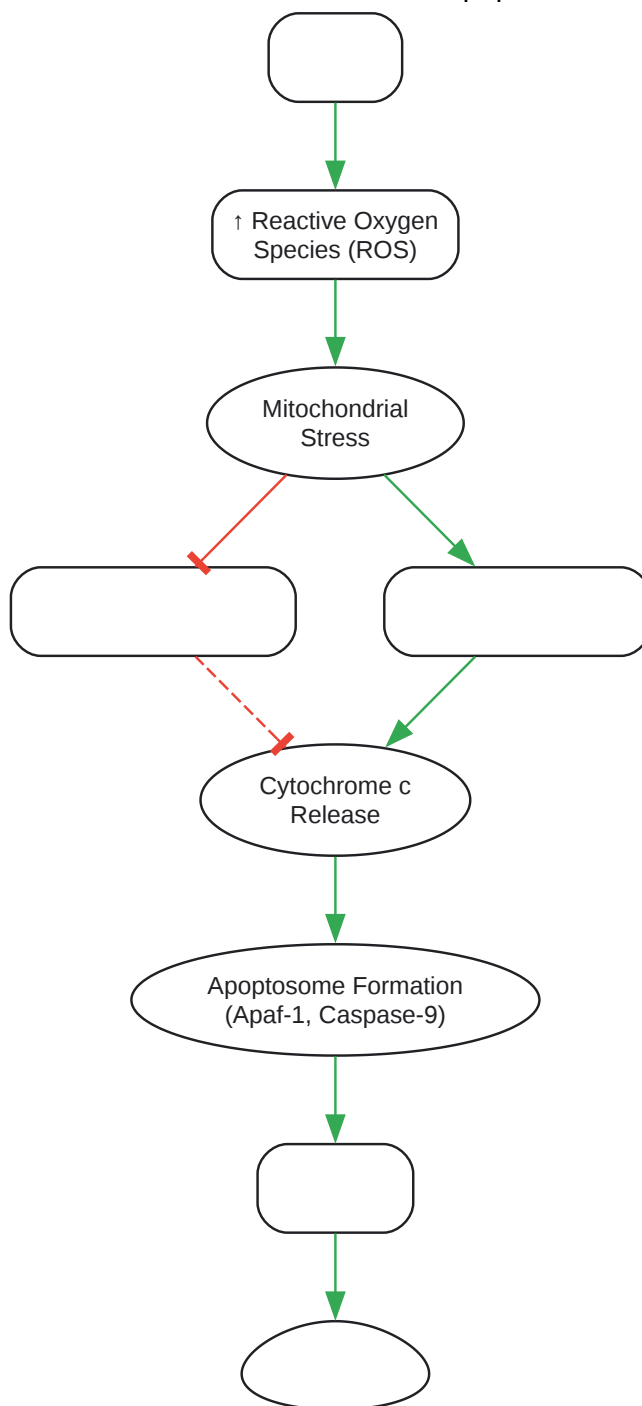 ↑ Reactive Oxygen
Species (ROS)
Mitochondrial
Stress
Cytochrome c
Release
Apoptosome Formation
(Apaf-1, Caspase-9)